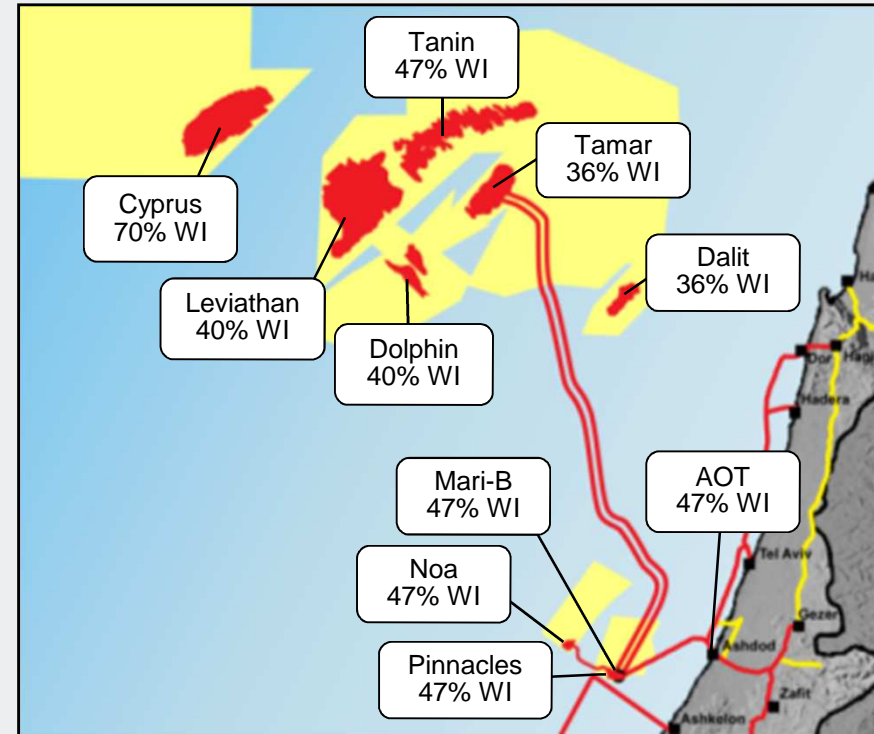 Tanin
47% WI
Tamar
36% WI
Cyprus
70% WI
Dalit
36% WI
Leviathan
40% WI
Dolphin
40% WI
Dor
Hadera
Mari-B
47% WI
AOT
47% WI
Tel Aviv
Noa
47% WI
Gezer
Ashdod
Pinnacles
47% WI
Zafit
Ashkelon